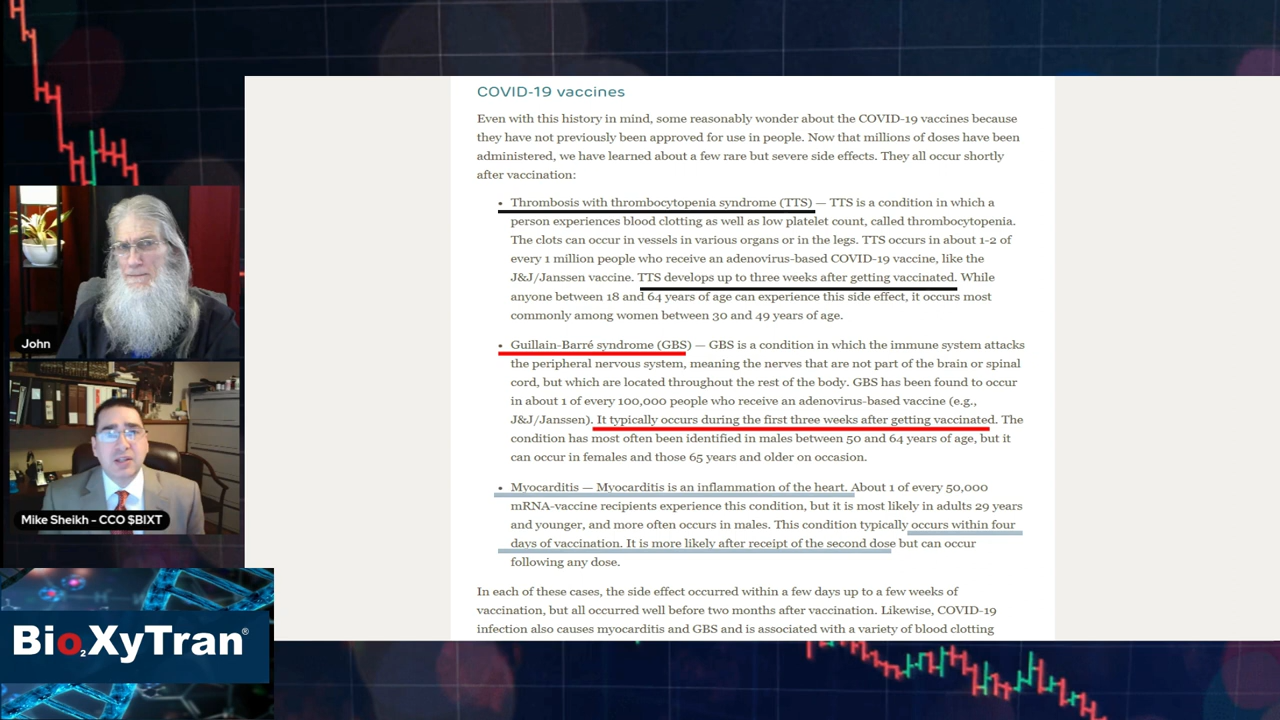 COVID-19 vaccines
Even with this history in mind, some reasonably wonder about the COVID-19 vaccines because
they have not previously been approved for use in people. Now that millions of doses have been
administered, we have learned about a few rare but severe side effects. They all occur shortly
after vaccination:
• Thrombosis with thrombocytopenia syndrome (TTS) — TTS is a condition in which a
person experiences blood clotting as well as low platelet count, called thrombocytopenia.
The clots can occur in vessels in various organs or in the legs. TTS occurs in about 1-2 of
every 1 million people who receive an adenovirus-based COVID-19 vaccine, like the
J&J/Janssen vaccine. TTS develops up to three weeks after getting vaccinated. While
anyone between 18 and 64 years of age can experience this side effect, it occurs most
commonly among women between 30 and 49 years of age.
• Guillain-Barré syndrome (GBS) — GBS is a condition in which the immune system attacks
the peripheral nervous system, meaning the nerves that are not part of the brain or spinal
cord, but which are located throughout the rest of the body. GBS has been found to occur
in about 1 of every 100,000 people who receive an adenovirus-based vaccine (e.g.,
J&J/Janssen). It typically occurs during the first three weeks after getting vaccinated. The
condition has most often been identified in males between 50 and 64 years of age, but it
can occur in females and those 65 years and older on occasion.
• Myocarditis — Myocarditis is an inflammation of the heart. About 1 of every 50,000
mRNA-vaccine recipients experience this condition, but it is most likely in adults 29 years
and younger, and more often occurs in males. This condition typically occurs within four
days of vaccination. It is more likely after receipt of the second dose but can occur
following any dose.
In each of these cases, the side effect occurred within a few days up to a few weeks of
vaccination, but all occurred well before two months after vaccination. Likewise, COVID-19
infection also causes myocarditis and GBS and is associated with a variety of blood clotting
John
Mike Sheikh - CCO $BIXT
Bio2XyTran®